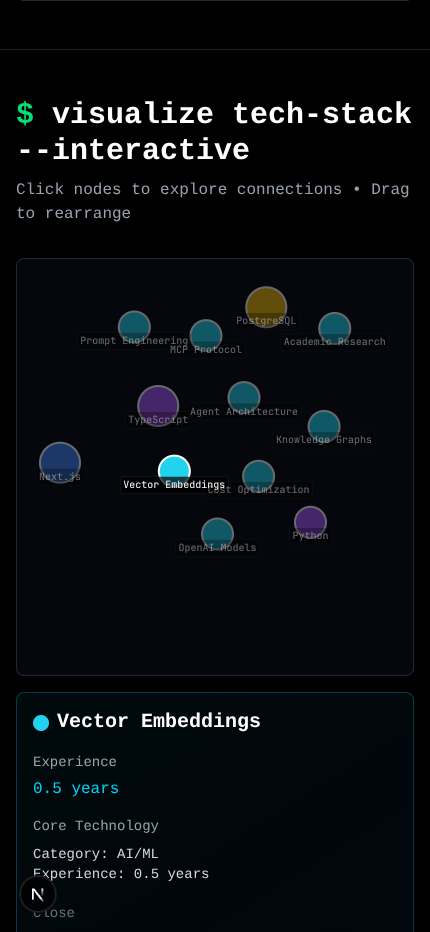 $ visualize tech-stack
--interactive
Click nodes to explore connections • Drag
to rearrange
PostgreSQL
Prompt Engineering
MCP Protocol
Academic Research
TypeScript
Agent Architecture
Knowledge Graphs
Next.js
Vector Embeddings
Cost Optimization
Python
OpenAI Models
Vector Embeddings
Experience
0.5 years
Core Technology
Category: AI/ML
Experience: 0.5 years
N
Close